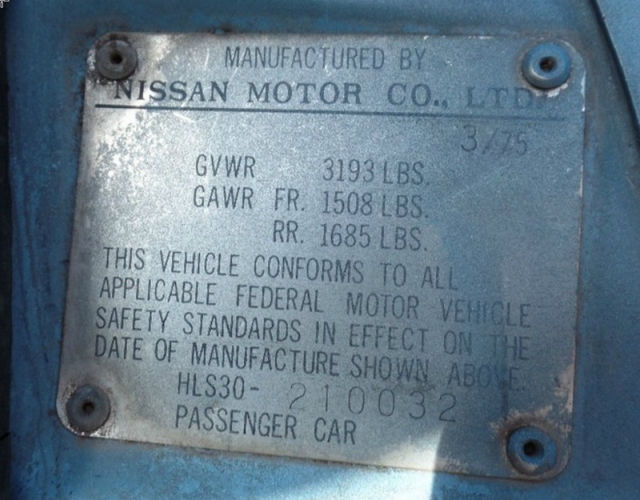 MANUFACTURED BY
NISSAN MOTOR CO., LTD.
3/75
GVWR 3193 LBS.
GAWR FR. 1508 LBS.
RR. 1685 LBS.
THIS VEHICLE CONFORMS TO ALL
APPLICABLE FEDERAL MOTOR VEHICLE
SAFETY STANDARDS IN EFFECT ON THE
DATE OF MANUFACTURE SHOWN ABOVE.
HLS30-210032
PASSENGER CAR